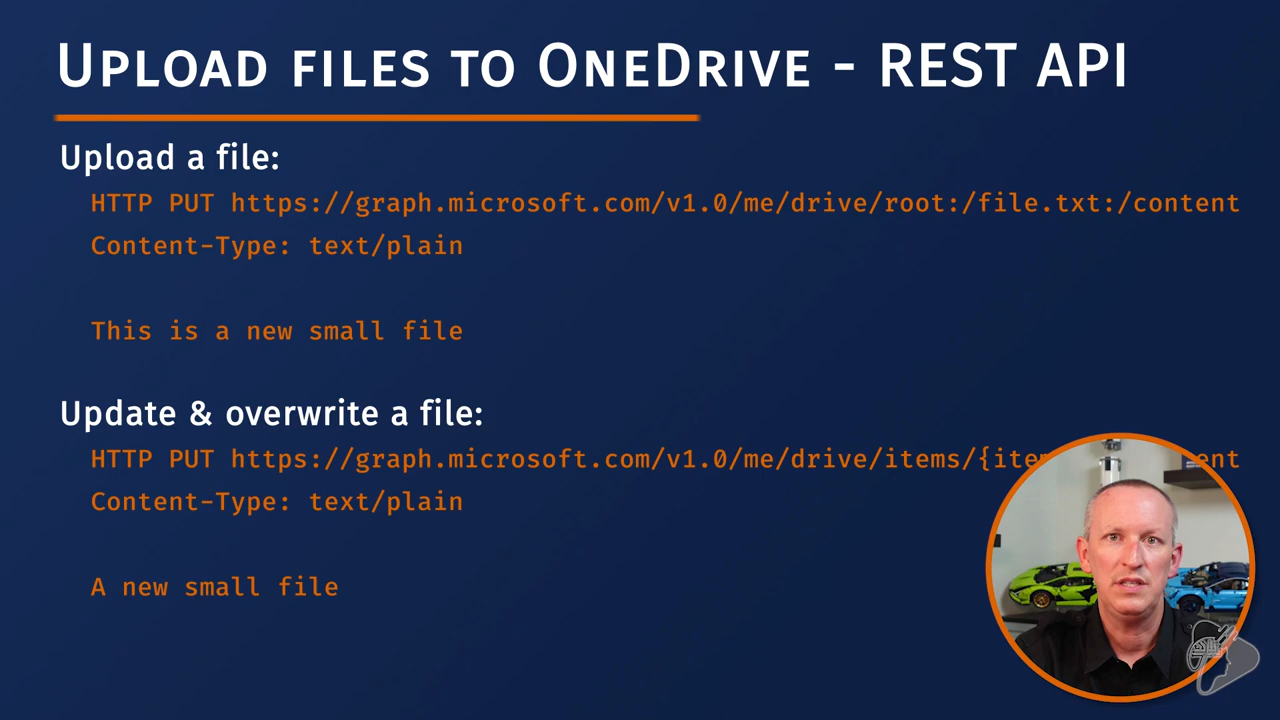 Upload files to OneDrive - REST API
Upload a file:
HTTP PUT https://graph.microsoft.com/v1.0/me/drive/root:/file.txt:/content
Content-Type: text/plain
This is a new small file
Update & overwrite a file:
HTTP PUT https://graph.microsoft.com/v1.0/me/drive/items/
Content-Type: text/plain
A new small file